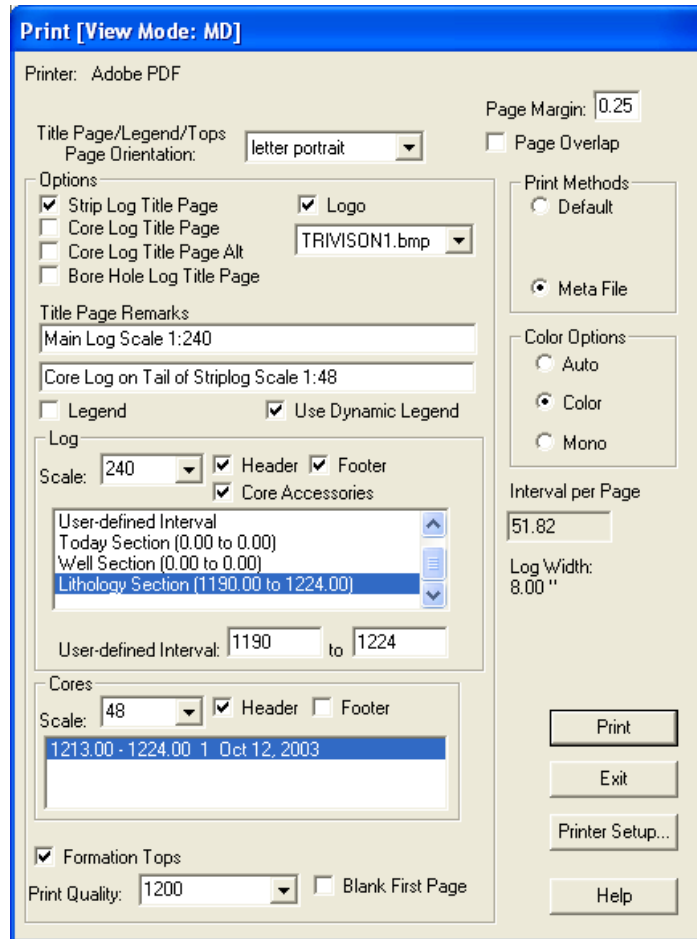 Print [View Mode: MD]
Printer: Adobe PDF
Page Margin: 0.25
Title Page/Legend/Tops
Page Orientation: letter portrait
Page Overlap
Options
Strip Log Title Page
Logo
Core Log Title Page
Core Log Title Page Alt
TRIVISON1.bmp
Bore Hole Log Title Page
Print Methods
Default
Meta File
Title Page Remarks
Main Log Scale 1:240
Core Log on Tail of Striplog Scale 1:48
Legend
Use Dynamic Legend
Color Options
Auto
Color
Mono
Log
Scale: 240
Header
Footer
Core Accessories
User-defined Interval
Today Section (0.00 to 0.00)
Well Section (0.00 to 0.00)
Lithology Section (1190.00 to 1224.00)
User-defined Interval: 1190 to 1224
Interval per Page
51.82
Log Width:
8.00 "
Cores
Scale: 48
Header
Footer
1213.00 - 1224.00 1 Oct 12, 2003
Formation Tops
Print Quality: 1200
Blank First Page
Print
Exit
Printer Setup...
Help